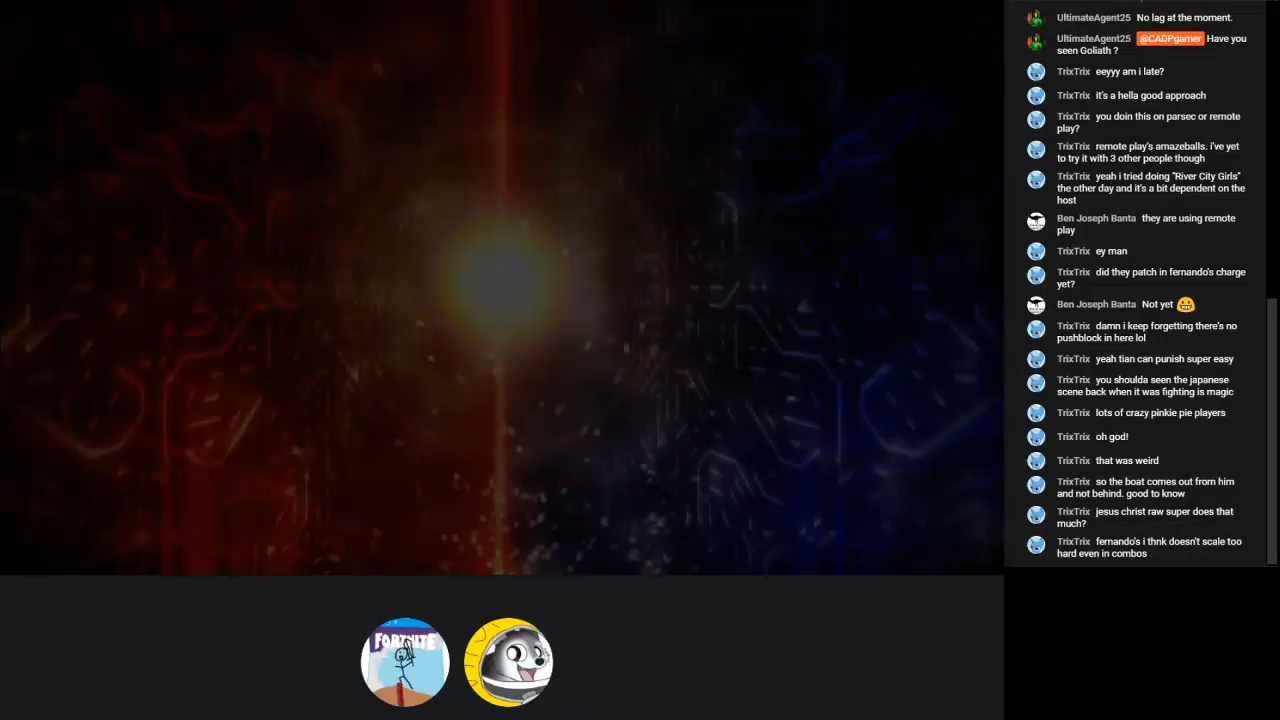 UltimateAgent25 No lag at the moment.
UltimateAgent25 @CADPgamer Have you
seen Goliath ?
TrixTrix eeyyy am i late?
TrixTrix it's a hella good approach
TrixTrix you doin this on parsec or remote
play?
TrixTrix remote play's amazeballs. i've yet
to try it with 3 other people though
TrixTrix yeah i tried doing "River City Girls"
the other day and it's a bit dependent on the
host
Ben Joseph Banta they are using remote
play
TrixTrix ey man
TrixTrix did they patch in fernando's charge
yet?
Ben Joseph Banta Not yet 😀
TrixTrix damn i keep forgetting there's no
pushblock in here lol
TrixTrix yeah tian can punish super easy
TrixTrix you shoulda seen the japanese
scene back when it was fighting is magic
TrixTrix lots of crazy pinkie pie players
TrixTrix oh god!
TrixTrix that was weird
TrixTrix so the boat comes out from him
and not behind. good to know
TrixTrix jesus christ raw super does that
much?
TrixTrix fernando's i thnk doesn't scale too
hard even in combos
FORTNITE